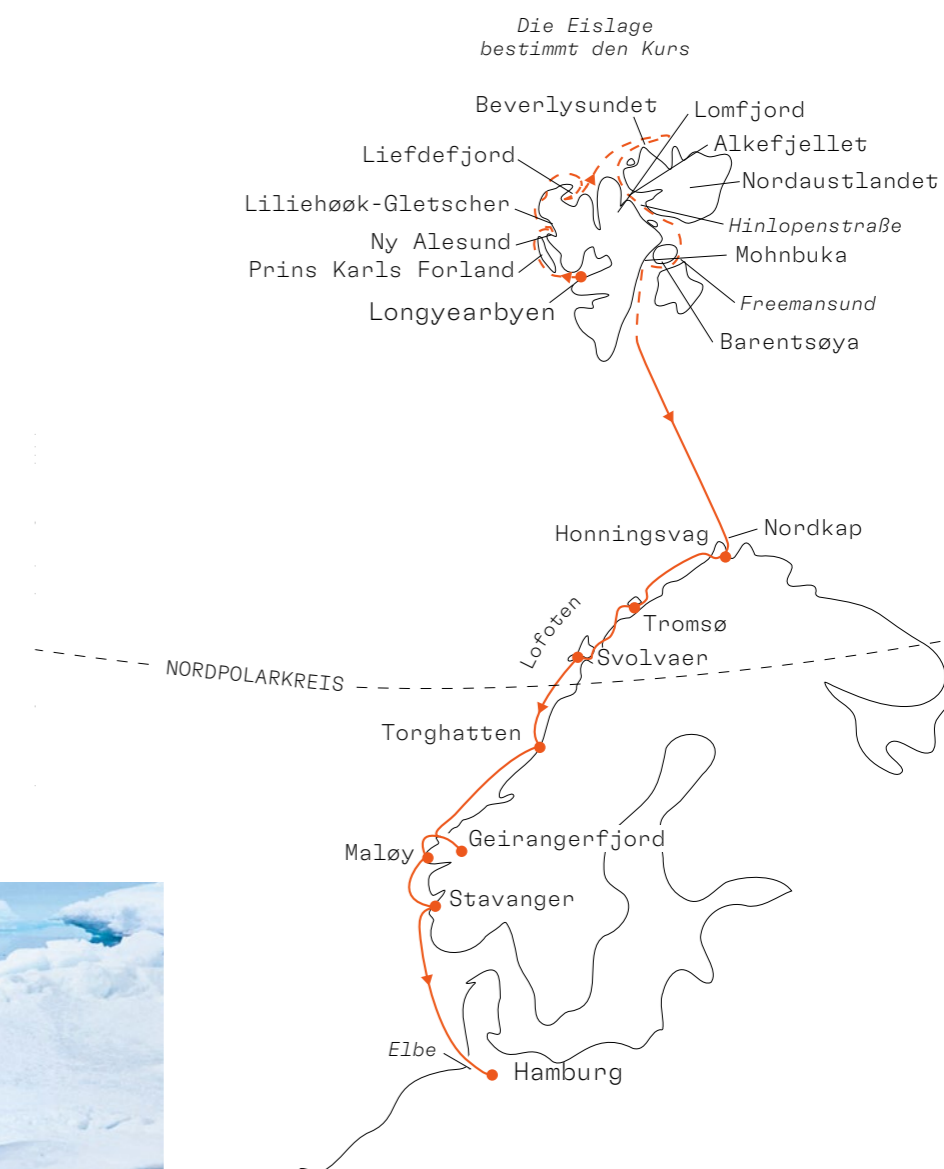 Die Eislage
bestimmt den Kurs
Beverlysundet
Lomfjord
Alkefjellet
Liefdefjord
Nordaustlandet
Liliehøøk-Gletscher
Hinlopenstraße
Ny Alesund
Mohnbuka
Prins Karls Forland
Freemansund
Longyearbyen
Barentsøya
Honningsvag
Nordkap
Lofoten
Tromsø
Svolvaer
NORDPOLARKREIS
Torghatten
Geirangerfjord
Maløy
Stavanger
Elbe
Hamburg